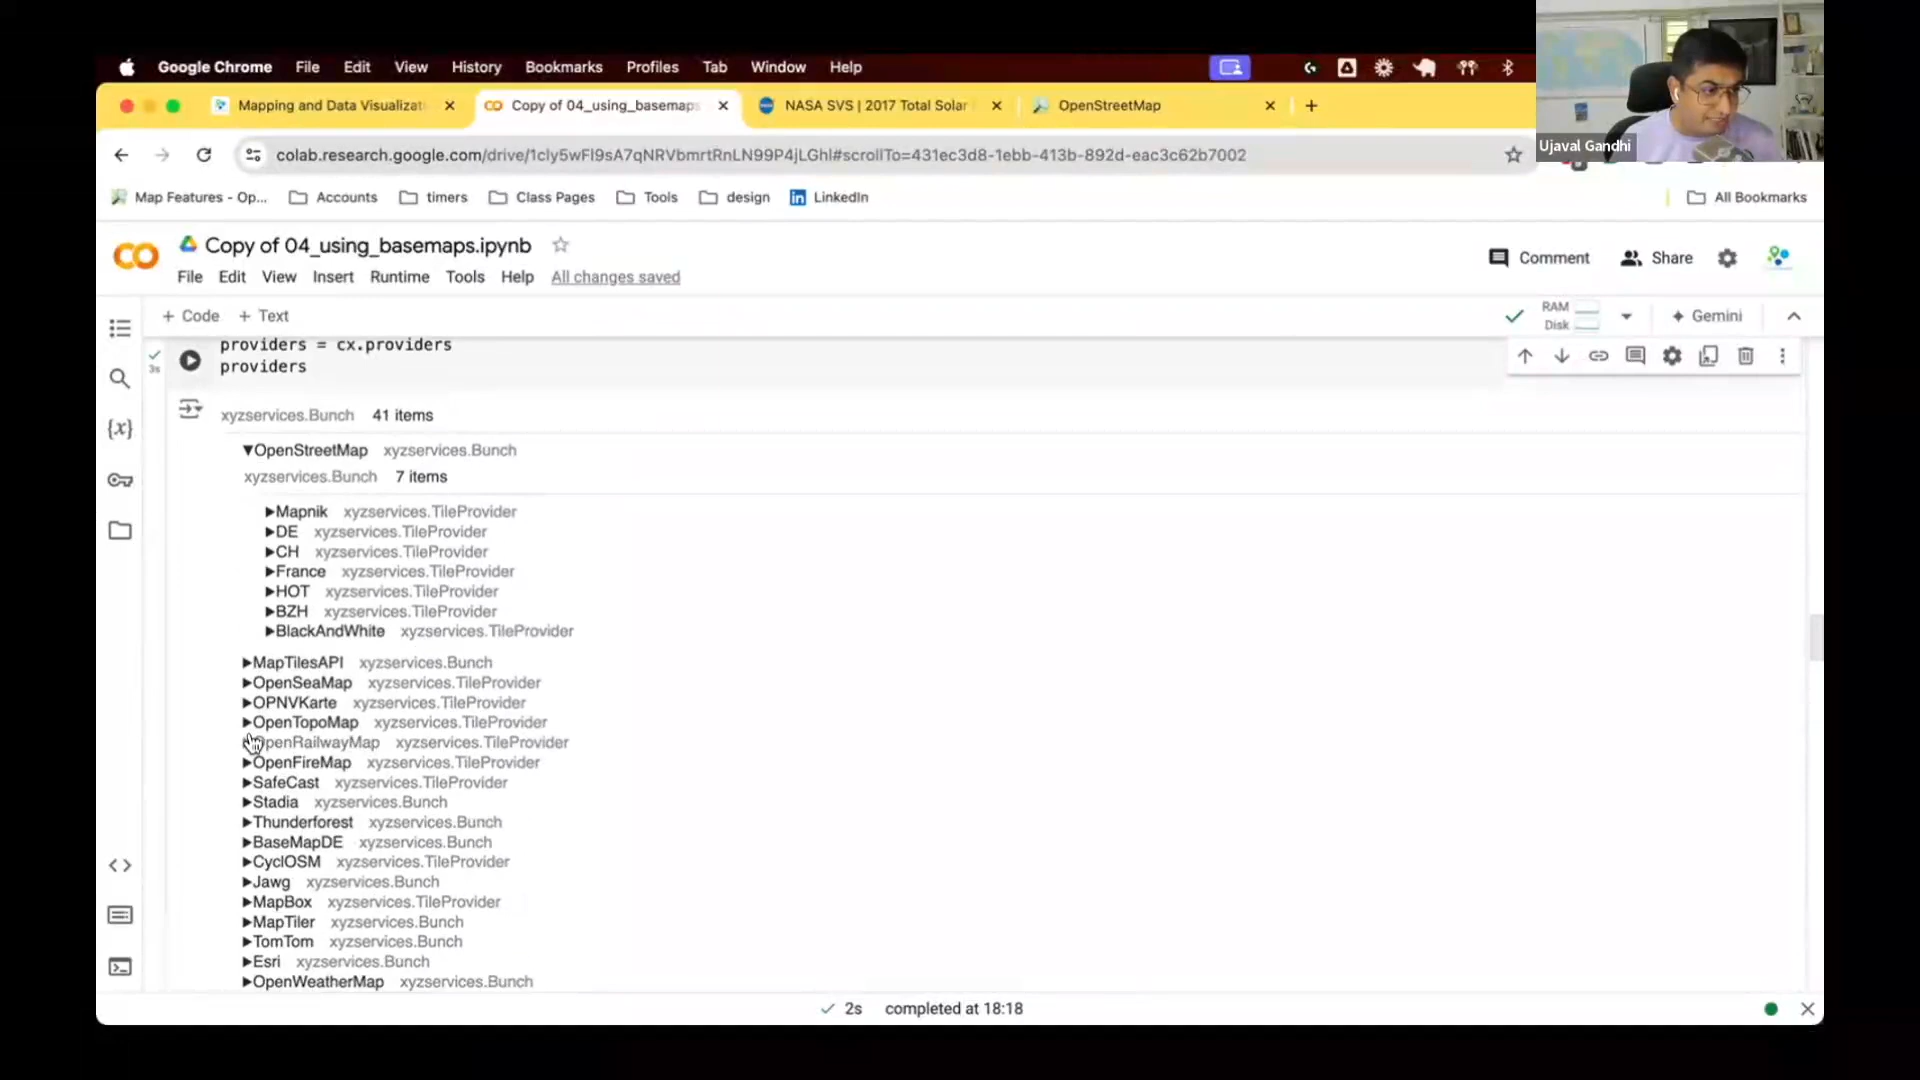 Google Chrome File Edit View History Bookmarks Profiles Tab Window Help
Mapping and Data Visualizat Copy of 04_using_basemaps NASA SVS | 2017 Total Solar OpenStreetMap
Ujaval Gandhi
colab.research.google.com/drive/1cly5wFl9sA7qNRVbmrtRnLN99P4jLGhl#scrollTo=431ec3d8-1ebb-413b-892d-eac3c62b7002
Map Features - Op... Accounts timers Class Pages Tools design LinkedIn All Bookmarks
Copy of 04_using_basemaps.ipynb
Comment Share
File Edit View Insert Runtime Tools Help All changes saved
+ Code + Text RAM Disk Gemini
providers = cx.providers
3s providers
xyzservices.Bunch 41 items
▼OpenStreetMap xyzservices.Bunch
xyzservices.Bunch 7 items
▶Mapnik xyzservices.TileProvider
▶DE xyzservices.TileProvider
▶CH xyzservices.TileProvider
▶France xyzservices.TileProvider
▶HOT xyzservices.TileProvider
▶BZH xyzservices.TileProvider
▶BlackAndWhite xyzservices.TileProvider
▶MapTilesAPI xyzservices.Bunch
▶OpenSeaMap xyzservices.TileProvider
▶OPNVKarte xyzservices.TileProvider
▶OpenTopoMap xyzservices.TileProvider
OpenRailwayMap xyzservices.TileProvider
▶OpenFireMap xyzservices.TileProvider
▶SafeCast xyzservices.TileProvider
▶Stadia xyzservices.Bunch
▶Thunderforest xyzservices.Bunch
▶BaseMapDE xyzservices.Bunch
▶CyclOSM xyzservices.TileProvider
▶Jawg xyzservices.Bunch
▶MapBox xyzservices.TileProvider
▶MapTiler xyzservices.Bunch
▶TomTom xyzservices.Bunch
▶Esri xyzservices.Bunch
▶OpenWeatherMap xyzservices.Bunch
2s completed at 18:18